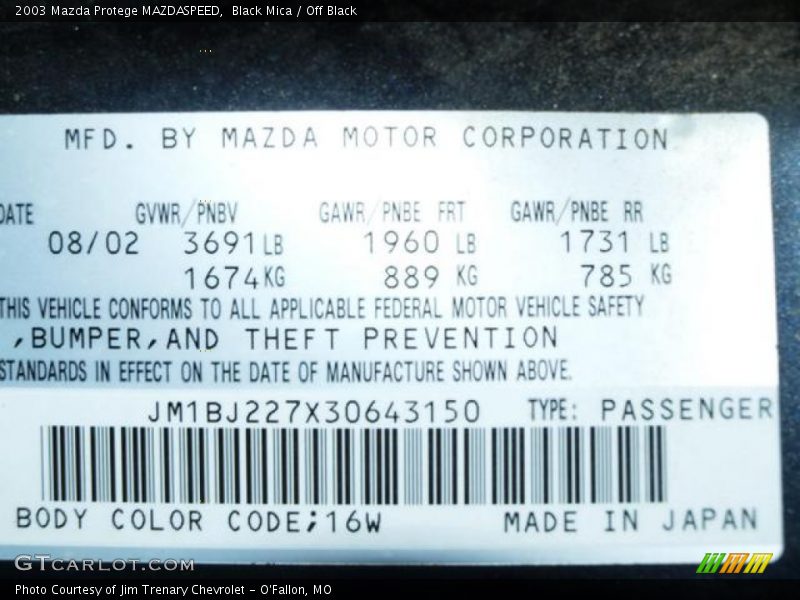 2003 Mazda Protege MAZDASPEED, Black Mica / Off Black
MFD. BY MAZDA MOTOR CORPORATION
DATE GVWR/PNBV GAWR/PNBE FRT GAWR/PNBE RR
08/02 3691 LB 1960 LB 1731 LB
1674 KG 889 KG 785 KG
THIS VEHICLE CONFORMS TO ALL APPLICABLE FEDERAL MOTOR VEHICLE SAFETY
,BUMPER,AND THEFT PREVENTION
STANDARDS IN EFFECT ON THE DATE OF MANUFACTURE SHOWN ABOVE.
JM1BJ227X30643150 TYPE: PASSENGER
BODY COLOR CODE;16W MADE IN JAPAN
GTCARLOT.COM
Photo Courtesy of Jim Trenary Chevrolet - O'Fallon, MO